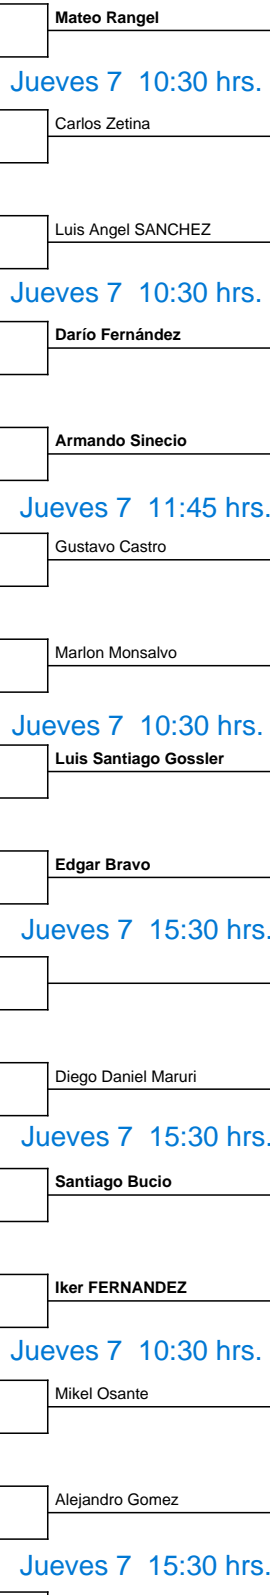 Mateo Rangel
Jueves 7 10:30 hrs.
Carlos Zetina
Luis Angel SANCHEZ
Jueves 7 10:30 hrs.
Darío Fernández
Armando Sinecio
Jueves 7 11:45 hrs.
Gustavo Castro
Marlon Monsalvo
Jueves 7 10:30 hrs.
Luis Santiago Gossler
Edgar Bravo
Jueves 7 15:30 hrs.
Diego Daniel Maruri
Jueves 7 15:30 hrs.
Santiago Bucio
Iker FERNANDEZ
Jueves 7 10:30 hrs.
Mikel Osante
Alejandro Gomez
Jueves 7 15:30 hrs.